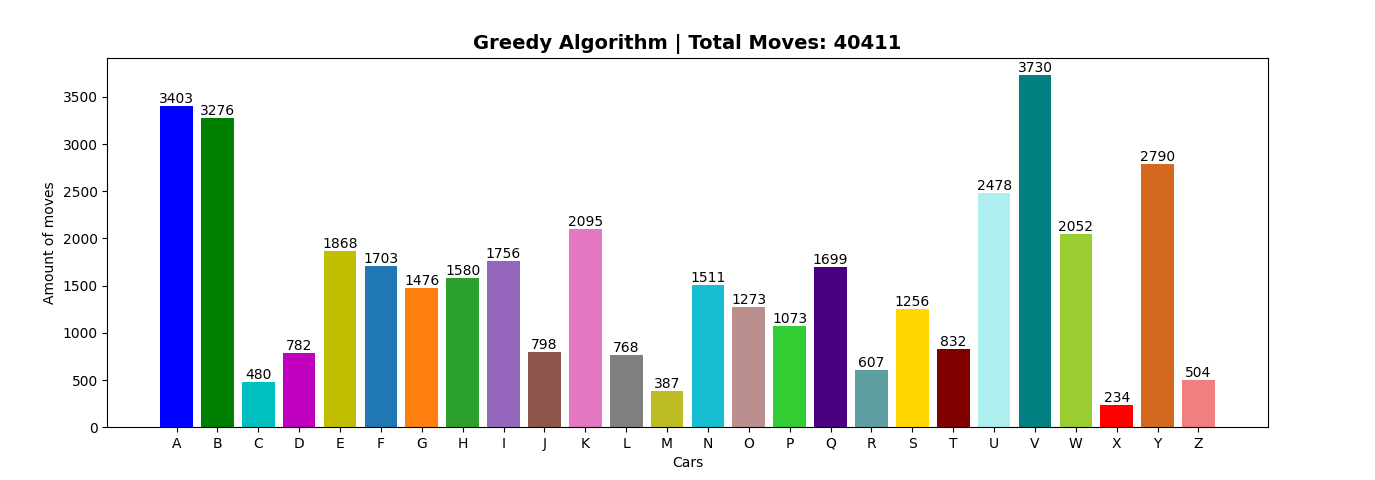 Greedy Algorithm | Total Moves: 40411
Amount of moves
3500
3000
2500
2000
1500
1000
500
0
3403 3276 480 782 1868 1703 1476 1580 1756 798 2095 768 387 1511 1273 1073 1699 607 1256 832 2478 3730 2052 234 2790 504
A B C D E F G H I J K L M N O P Q R S T U V W X Y Z
Cars